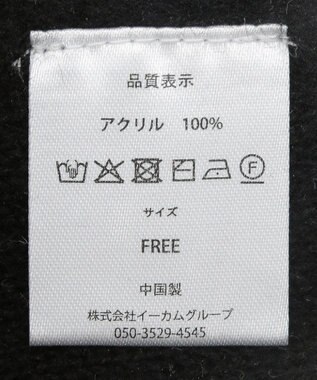 品質表示
アクリル 100%
F
サイズ
FREE
中国製
株式会社イーカムグループ
050-3529-4545